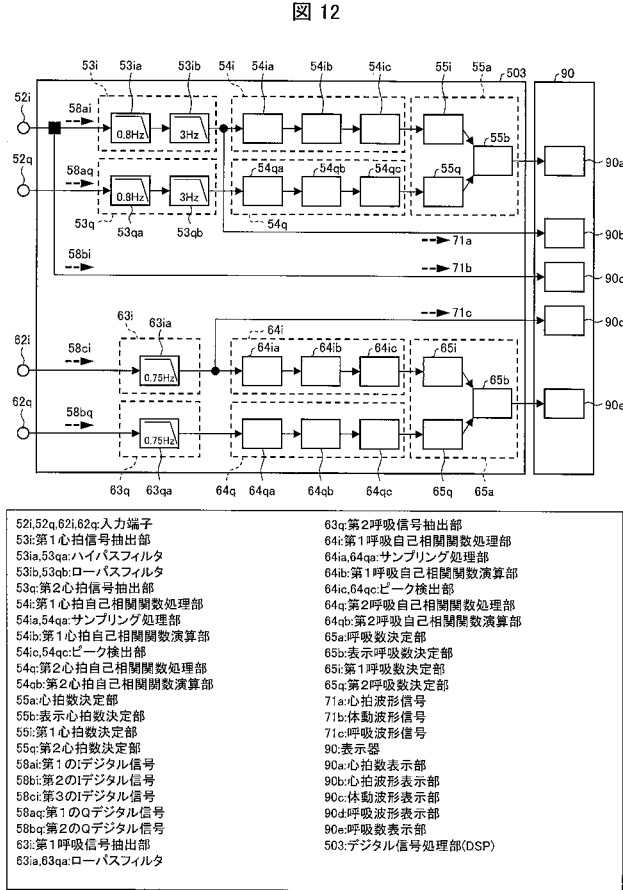 図 12
53i
53ia
53ib
54i
54ia
54ib
54ic
55i
55a
503
90
52i
58ai
0.8Hz
3Hz
55b
90a
52q
58aq
0.8Hz
3Hz
54qa
54qb
54qc
55q
53q
53qa
53qb
54q
71a
90b
58bi
71b
90c
71c
90d
62i
58ci
63i
63ia
0.75Hz
64i
64ia
64ib
64ic
65i
65b
90e
62q
58bq
0.75Hz
63q
63qa
64q
64qa
64qb
64qc
65q
65a
52i,52q,62i,62q:入力端子
53i:第1心拍信号抽出部
53ia,53qa:ハイパスフィルタ
53ib,53qb:ローパスフィルタ
53q:第2心拍信号抽出部
54i:第1心拍自己相関関数処理部
54ia,54qa:サンプリング処理部
54ib:第1心拍自己相関関数演算部
54ic,54qc:ピーク検出部
54q:第2心拍自己相関関数処理部
54qb:第2心拍自己相関関数演算部
55a:心拍数決定部
55b:表示心拍数決定部
55i:第1心拍数決定部
55q:第2心拍数決定部
58ai:第1のIデジタル信号
58bi:第2のIデジタル信号
58ci:第3のIデジタル信号
58aq:第1のQデジタル信号
58bq:第2のQデジタル信号
63i:第1呼吸信号抽出部
63ia,63qa:ローパスフィルタ
63q:第2呼吸信号抽出部
64i:第1呼吸自己相関関数処理部
64ia,64qa:サンプリング処理部
64ib:第1呼吸自己相関関数演算部
64ic,64qc:ピーク検出部
64q:第2呼吸自己相関関数処理部
64qb:第2呼吸自己相関関数演算部
65a:呼吸数決定部
65b:表示呼吸数決定部
65i:第1呼吸数決定部
65q:第2呼吸数決定部
71a:心拍波形信号
71b:体動波形信号
71c:呼吸波形信号
90:表示器
90a:心拍数表示部
90b:心拍波形表示部
90c:体動波形表示部
90d:呼吸波形表示部
90e:呼吸数表示部
503:デジタル信号処理部(DSP)